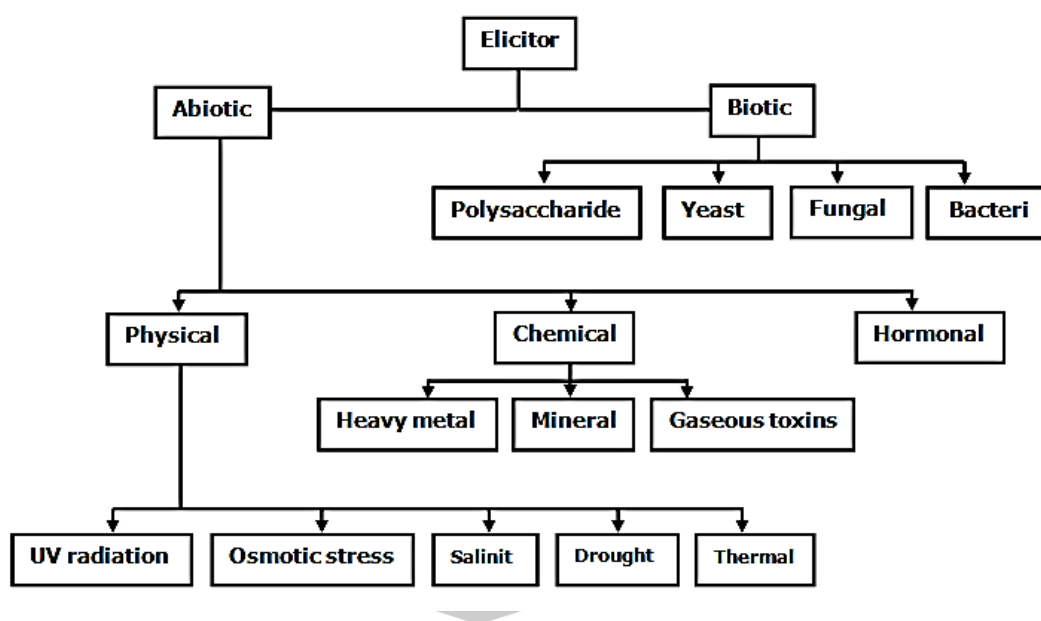 Elicitor
Abiotic
Biotic
Polysaccharide
Yeast
Fungal
Bacteri
Physical
Chemical
Hormonal
Heavy metal
Mineral
Gaseous toxins
UV radiation
Osmotic stress
Salinit
Drought
Thermal